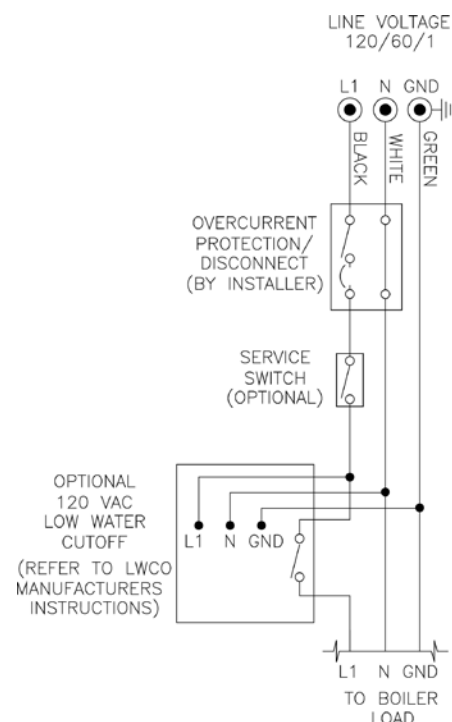 LINE VOLTAGE
120/60/1
L1 N GND
BLACK
WHITE
GREEN
OVERCURRENT
PROTECTION/
DISCONNECT
(BY INSTALLER)
SERVICE
SWITCH
(OPTIONAL)
OPTIONAL
120 VAC
LOW WATER
CUTOFF
(REFER TO LWCO
MANUFACTURERS
INSTRUCTIONS)
L1 N GND
L1 N GND
TO BOILER
LOAD